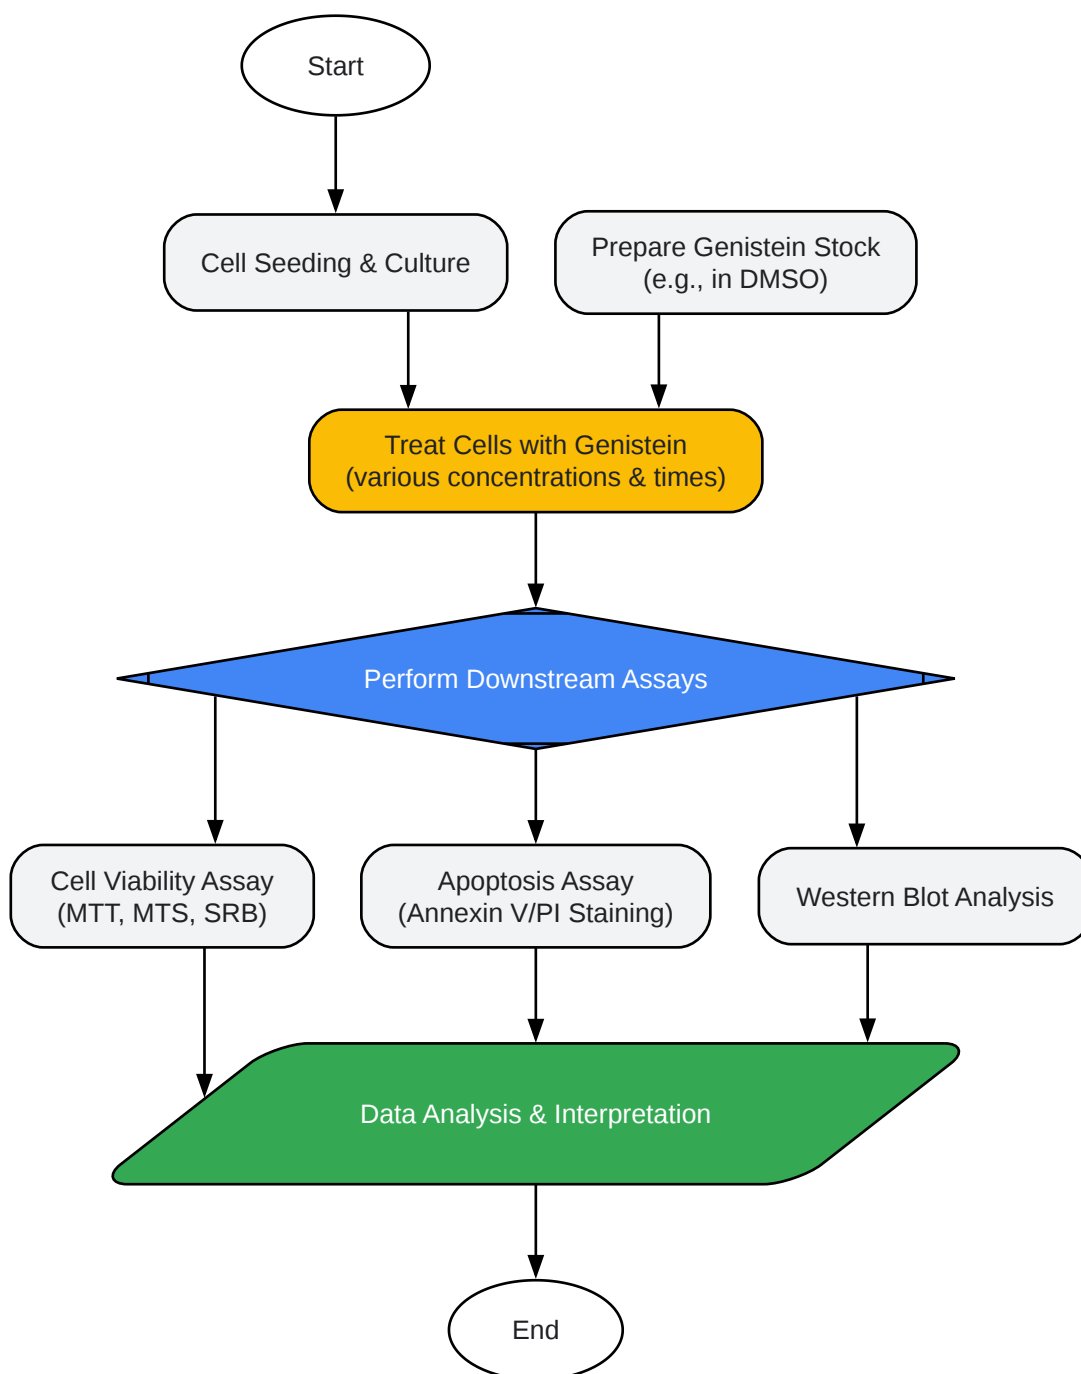 Start
Cell Seeding & Culture
Prepare Genistein Stock
(e.g., in DMSO)
Treat Cells with Genistein
(various concentrations & times)
Perform Downstream Assays
Cell Viability Assay
(MTT, MTS, SRB)
Apoptosis Assay
(Annexin V/PI Staining)
Western Blot Analysis
Data Analysis & Interpretation
End